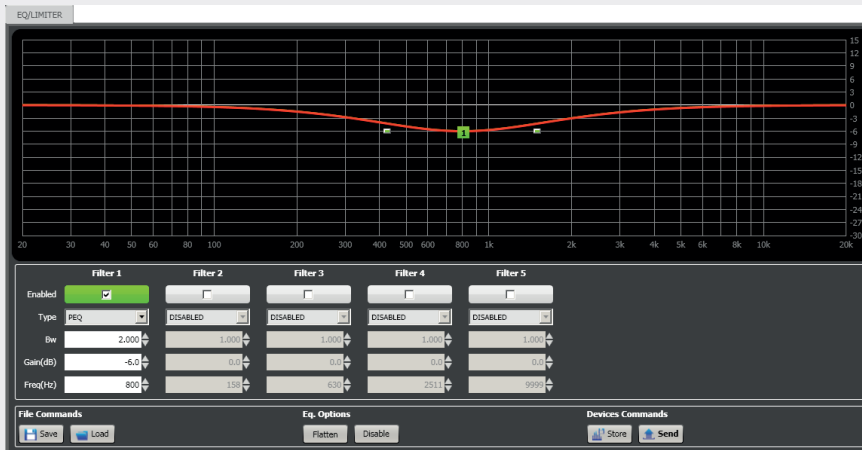 EQ/LIMITER
15
12
9
6
3
0
-3
-6
-9
-12
-15
-18
-21
-24
-27
-30
1
20 30 40 50 60 80 100 200 300 400 500 600 800 1k 2k 3k 4k 5k 6k 8k 10k 20k
Filter 1 Filter 2 Filter 3 Filter 4 Filter 5
Enabled
Type PEQ DISABLED DISABLED DISABLED DISABLED
Bw 2.000 1.000 1.000 1.000 1.000
Gain(dB) -6.0 0.0 0.0 0.0 0.0
Freq(Hz) 800 158 630 2511 9999
File Commands Eq. Options Devices Commands
Save Load Flatten Disable Store Send